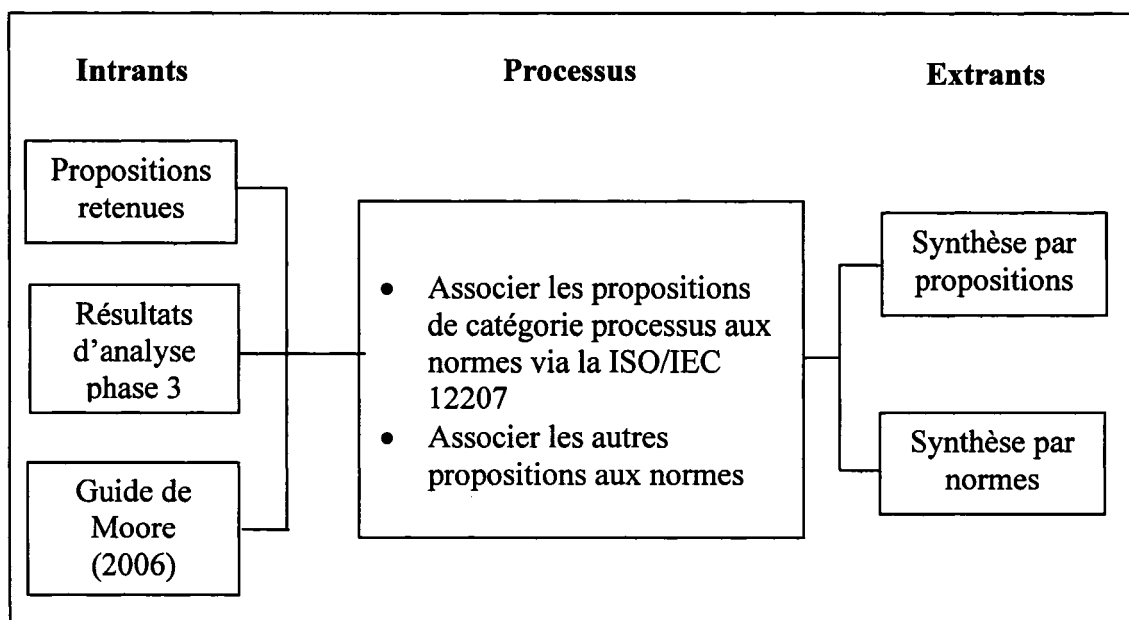 Intrants
Processus
Extrants
Propositions
retenues
Résultats
d'analyse
phase 3
Guide de
Moore
(2006)
• Associer les propositions
de catégorie processus aux
normes via la ISO/IEC
12207
• Associer les autres
propositions aux normes
Synthèse par
propositions
Synthèse par
normes